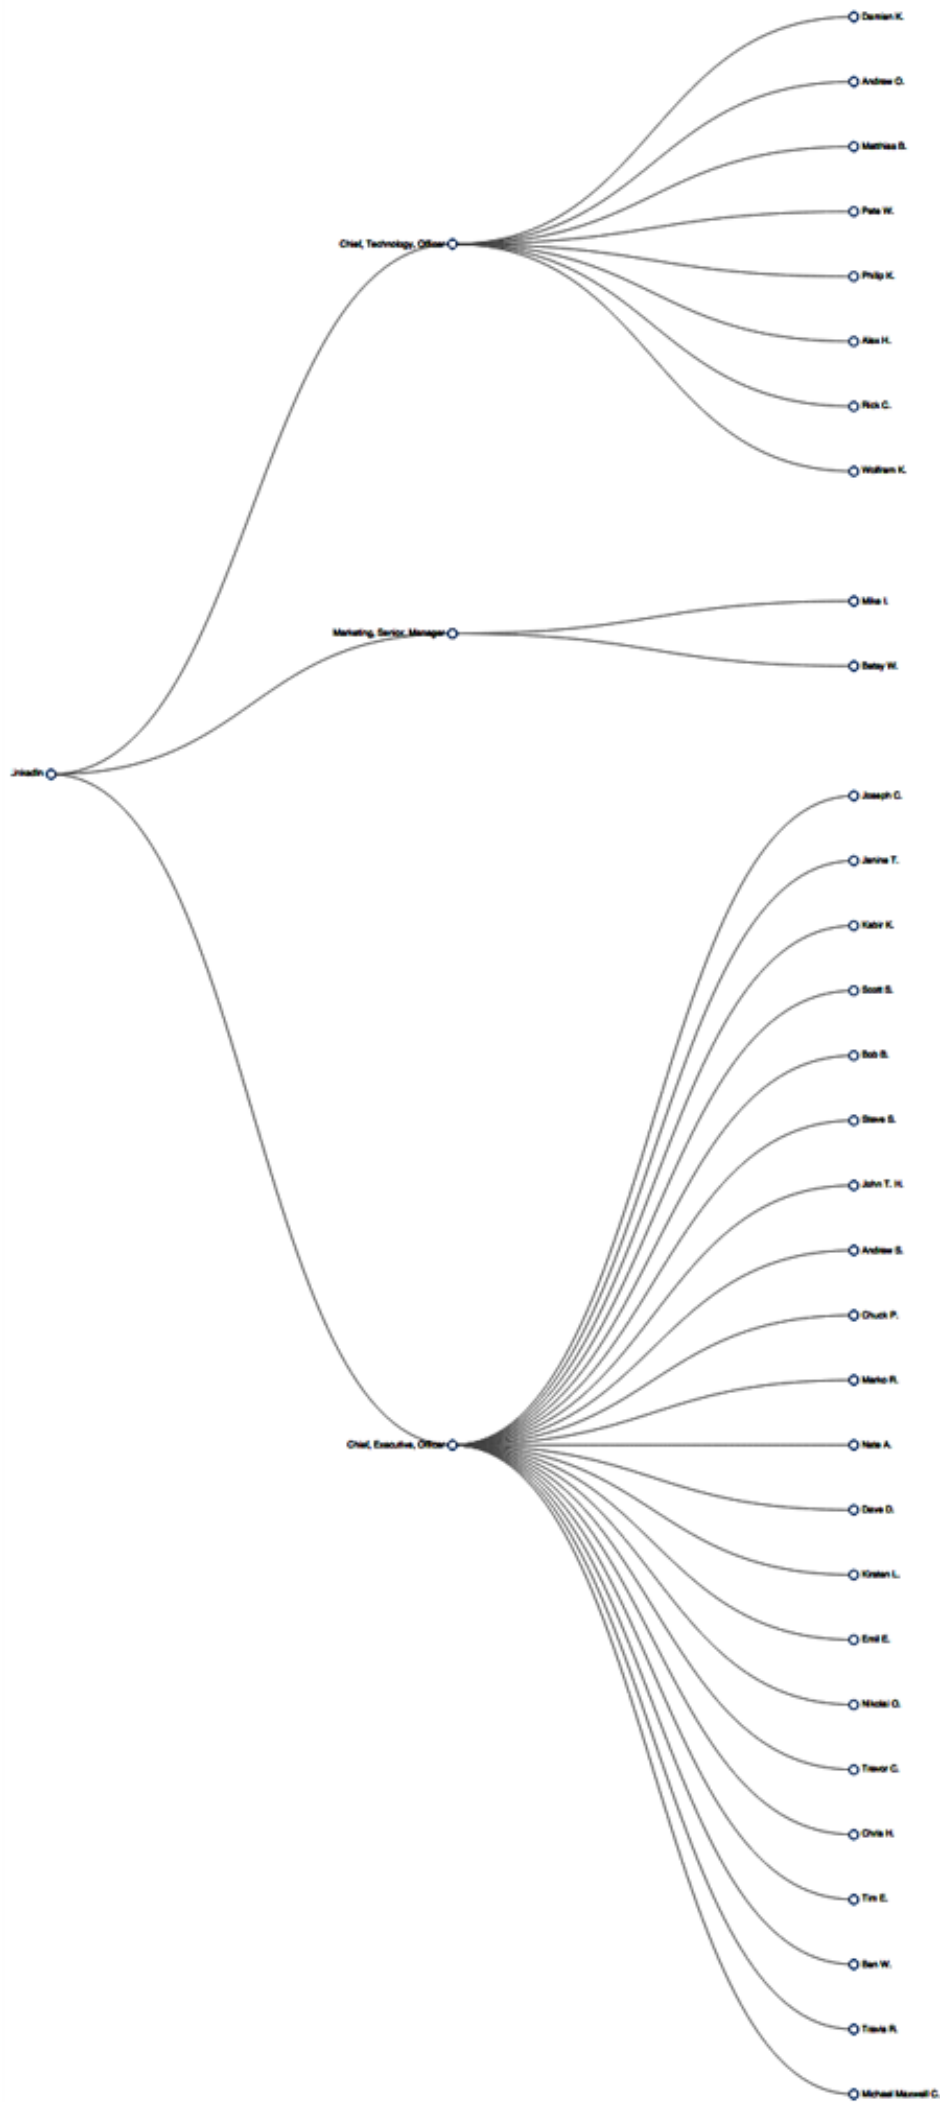 Damien K.
Andrew O.
Matthias B.
Pete W.
Chief, Technology, Officer
Philip K.
Alex H.
Rick C.
Wolfram K.
Mike I.
Marketing, Senior, Manager
Betsy W.
.inkedIn
Joseph C.
Janine T.
Kabir K.
Scott S.
Bob B.
Steve S.
John T. H.
Andrew S.
Chuck P.
Marko R.
Chief, Executive, Officer
Nate A.
Dave D.
Kirsten L.
Emil E.
Nikolai O.
Trevor C.
Chris H.
Tim E.
Ben W.
Travis R.
Michael Maxwell C.